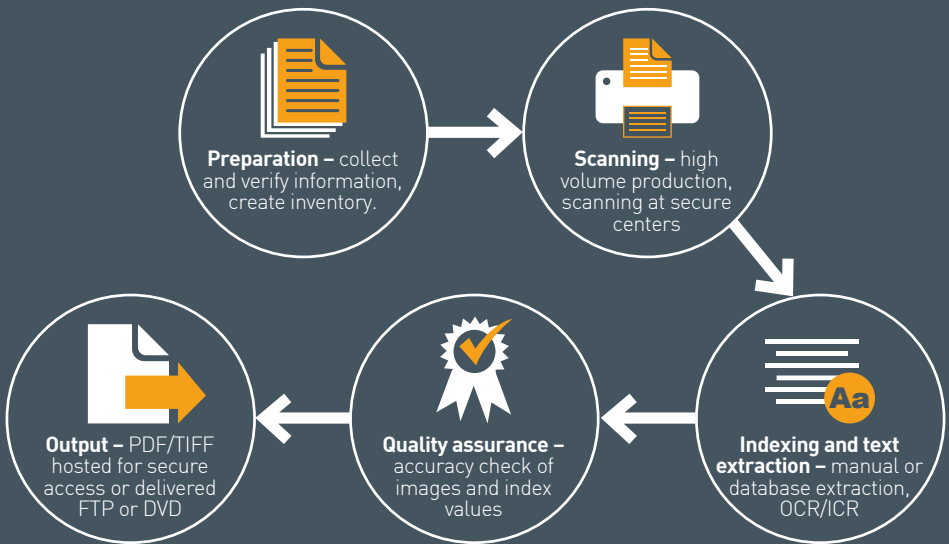 Preparation – collect
and verify information,
create inventory.
Scanning – high
volume production,
scanning at secure
centers
Aa
Indexing and text
extraction – manual or
database extraction,
OCR/ICR
Quality assurance –
accuracy check of
images and index
values
Output – PDF/TIFF
hosted for secure
access or delivered
FTP or DVD